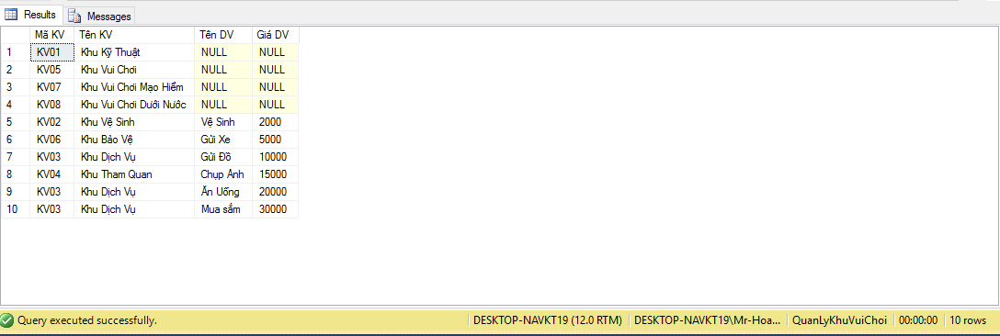 Results Messages
Mã KV Tên KV Tên DV Giá DV
1 KV01 Khu Kỹ Thuật NULL NULL
2 KV05 Khu Vui Chơi NULL NULL
3 KV07 Khu Vui Chơi Mạo Hiểm NULL NULL
4 KV08 Khu Vui Chơi Dưới Nước NULL NULL
5 KV02 Khu Vệ Sinh Vệ Sinh 2000
6 KV06 Khu Bảo Vệ Gửi Xe 5000
7 KV03 Khu Dịch Vụ Gửi Đồ 10000
8 KV04 Khu Tham Quan Chụp Ảnh 15000
9 KV03 Khu Dịch Vụ Ăn Uống 20000
10 KV03 Khu Dịch Vụ Mua sắm 30000
Query executed successfully. DESKTOP-NAVKT19 (12.0 RTM) DESKTOP-NAVKT19\Mr-Hoa... QuanLyKhuVuiChoi 00:00:00 10 rows